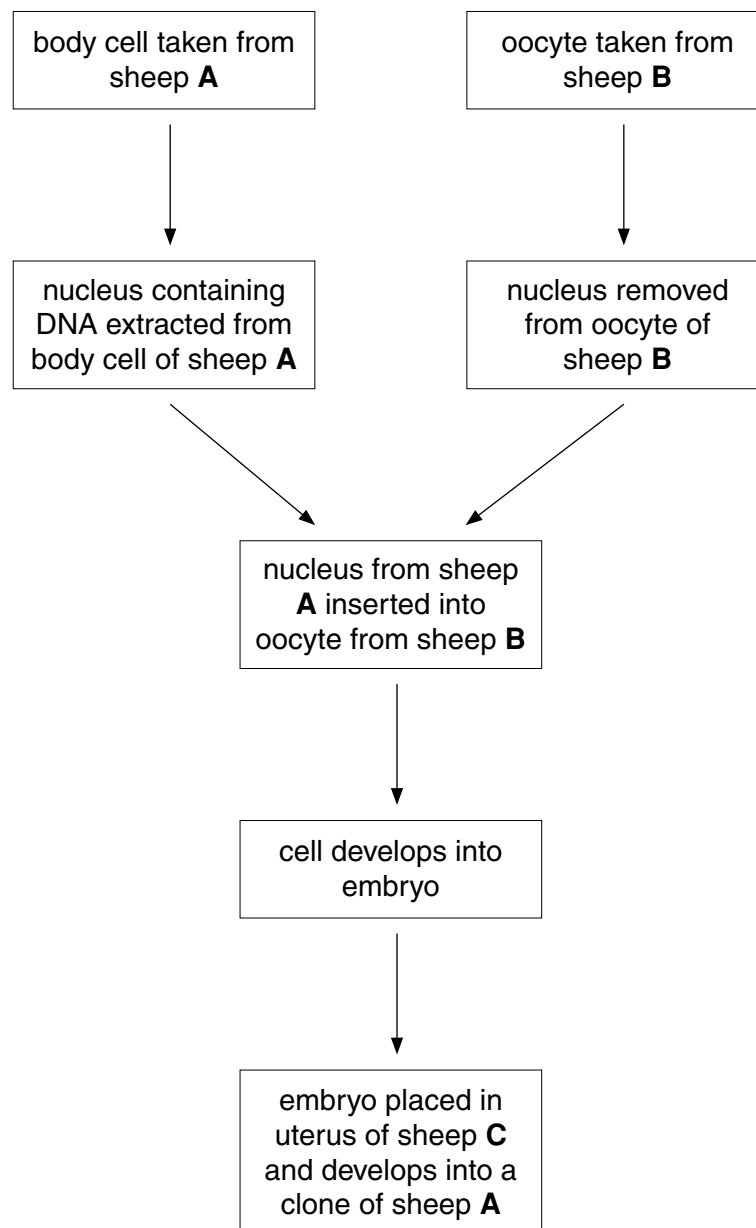 body cell taken from
sheep A
oocyte taken from
sheep B
nucleus containing
DNA extracted from
body cell of sheep A
nucleus removed
from oocyte of
sheep B
nucleus from sheep
A inserted into
oocyte from sheep B
cell develops into
embryo
embryo placed in
uterus of sheep C
and develops into a
clone of sheep A